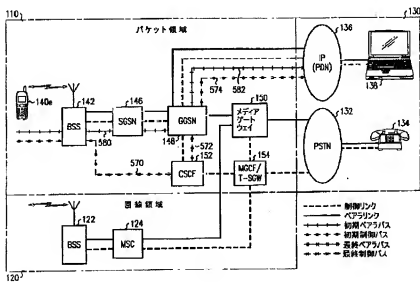 110
130
パケット領域
136
IP
(PDN)
138
582
574
140a
142
BSS
146
SGSN
GGSN
148
150
メディア
ゲート
ウェイ
132
PSTN
134
580
572
152
CSCF
570
154
MGCF/
T-SGW
回線領域
122
BSS
124
MSC
120
制御リンク
ベアラリンク
初期ベアラパス
初期制御パス
最終ベアラパス
最終制御パス